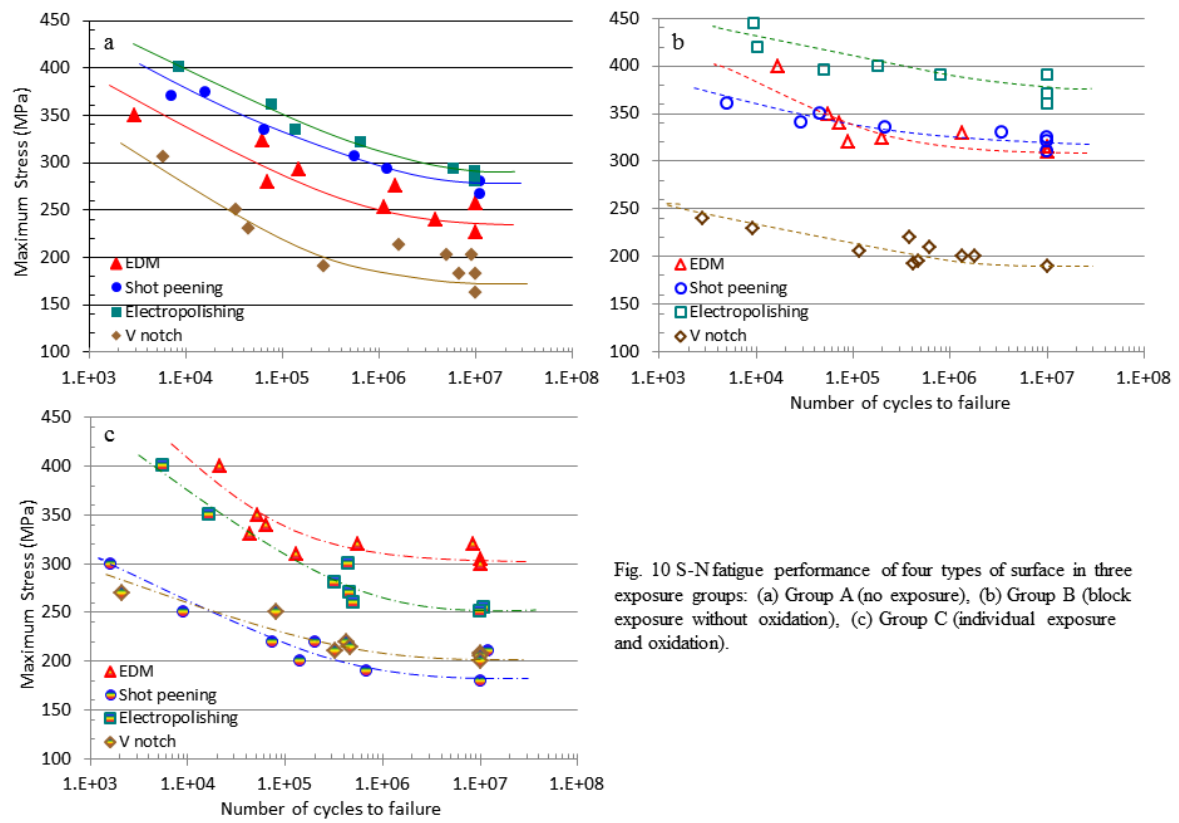 a
450
400
350
300
250
200
150
100
Maximum Stress (MPa)
EDM
Shot peening
Electropolishing
V notch
1.E+03 1.E+04 1.E+05 1.E+06 1.E+07 1.E+08
b
450
400
350
300
250
200
150
100
EDM
Shot peening
Electropolishing
V notch
1.E+03 1.E+04 1.E+05 1.E+06 1.E+07 1.E+08
Number of cycles to failure
c
450
400
350
300
250
200
150
100
Maximum Stress (MPa)
EDM
Shot peening
Electropolishing
V notch
1.E+03 1.E+04 1.E+05 1.E+06 1.E+07 1.E+08
Number of cycles to failure
Fig. 10 S-N fatigue performance of four types of surface in three
exposure groups: (a) Group A (no exposure), (b) Group B (block
exposure without oxidation), (c) Group C (individual exposure
and oxidation).